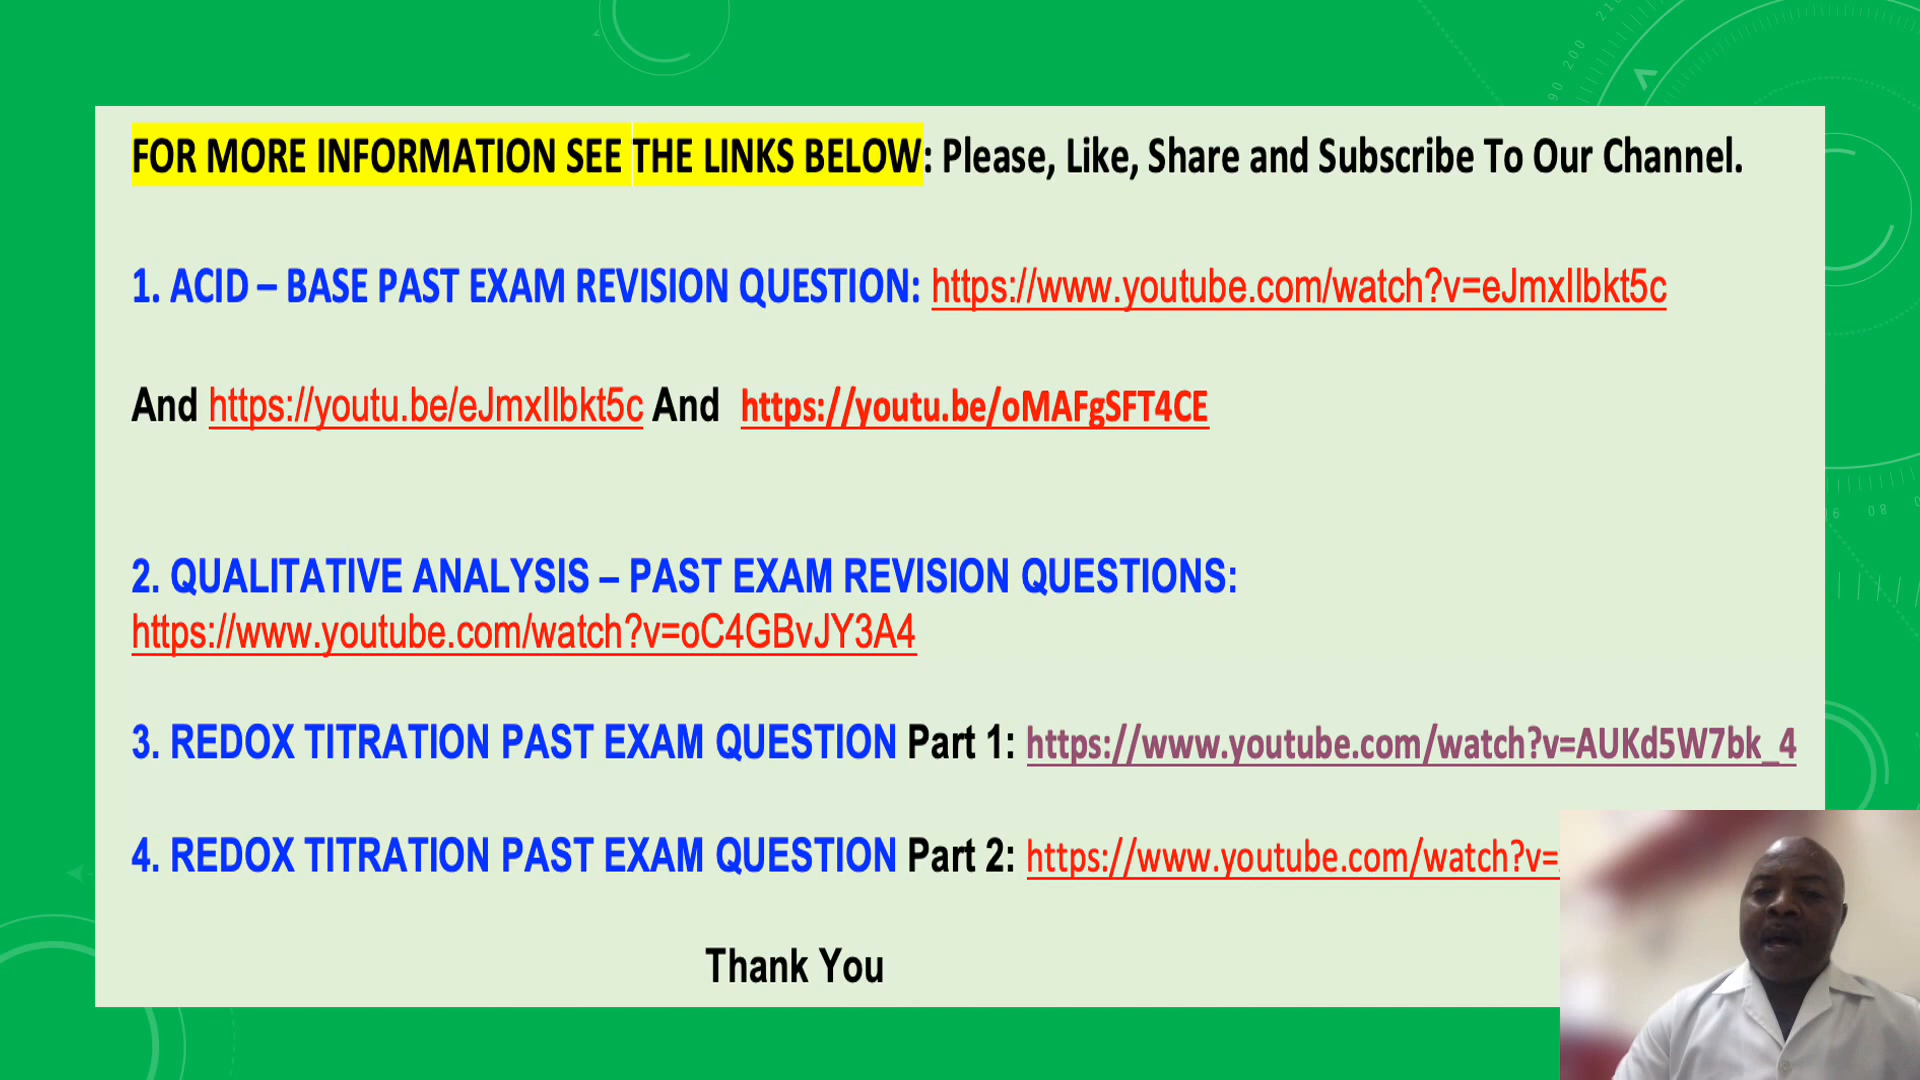 FOR MORE INFORMATION SEE THE LINKS BELOW: Please, Like, Share and Subscribe To Our Channel.
1. ACID – BASE PAST EXAM REVISION QUESTION: https://www.youtube.com/watch?v=eJmxIlbkt5c
And https://youtu.be/eJmxIlbkt5c And https://youtu.be/oMAFgSFT4CE
2. QUALITATIVE ANALYSIS – PAST EXAM REVISION QUESTIONS:
https://www.youtube.com/watch?v=oC4GBvJY3A4
3. REDOX TITRATION PAST EXAM QUESTION Part 1: https://www.youtube.com/watch?v=AUKd5W7bk_4
4. REDOX TITRATION PAST EXAM QUESTION Part 2: https://www.youtube.com/watch?v=
Thank You
200
90
80